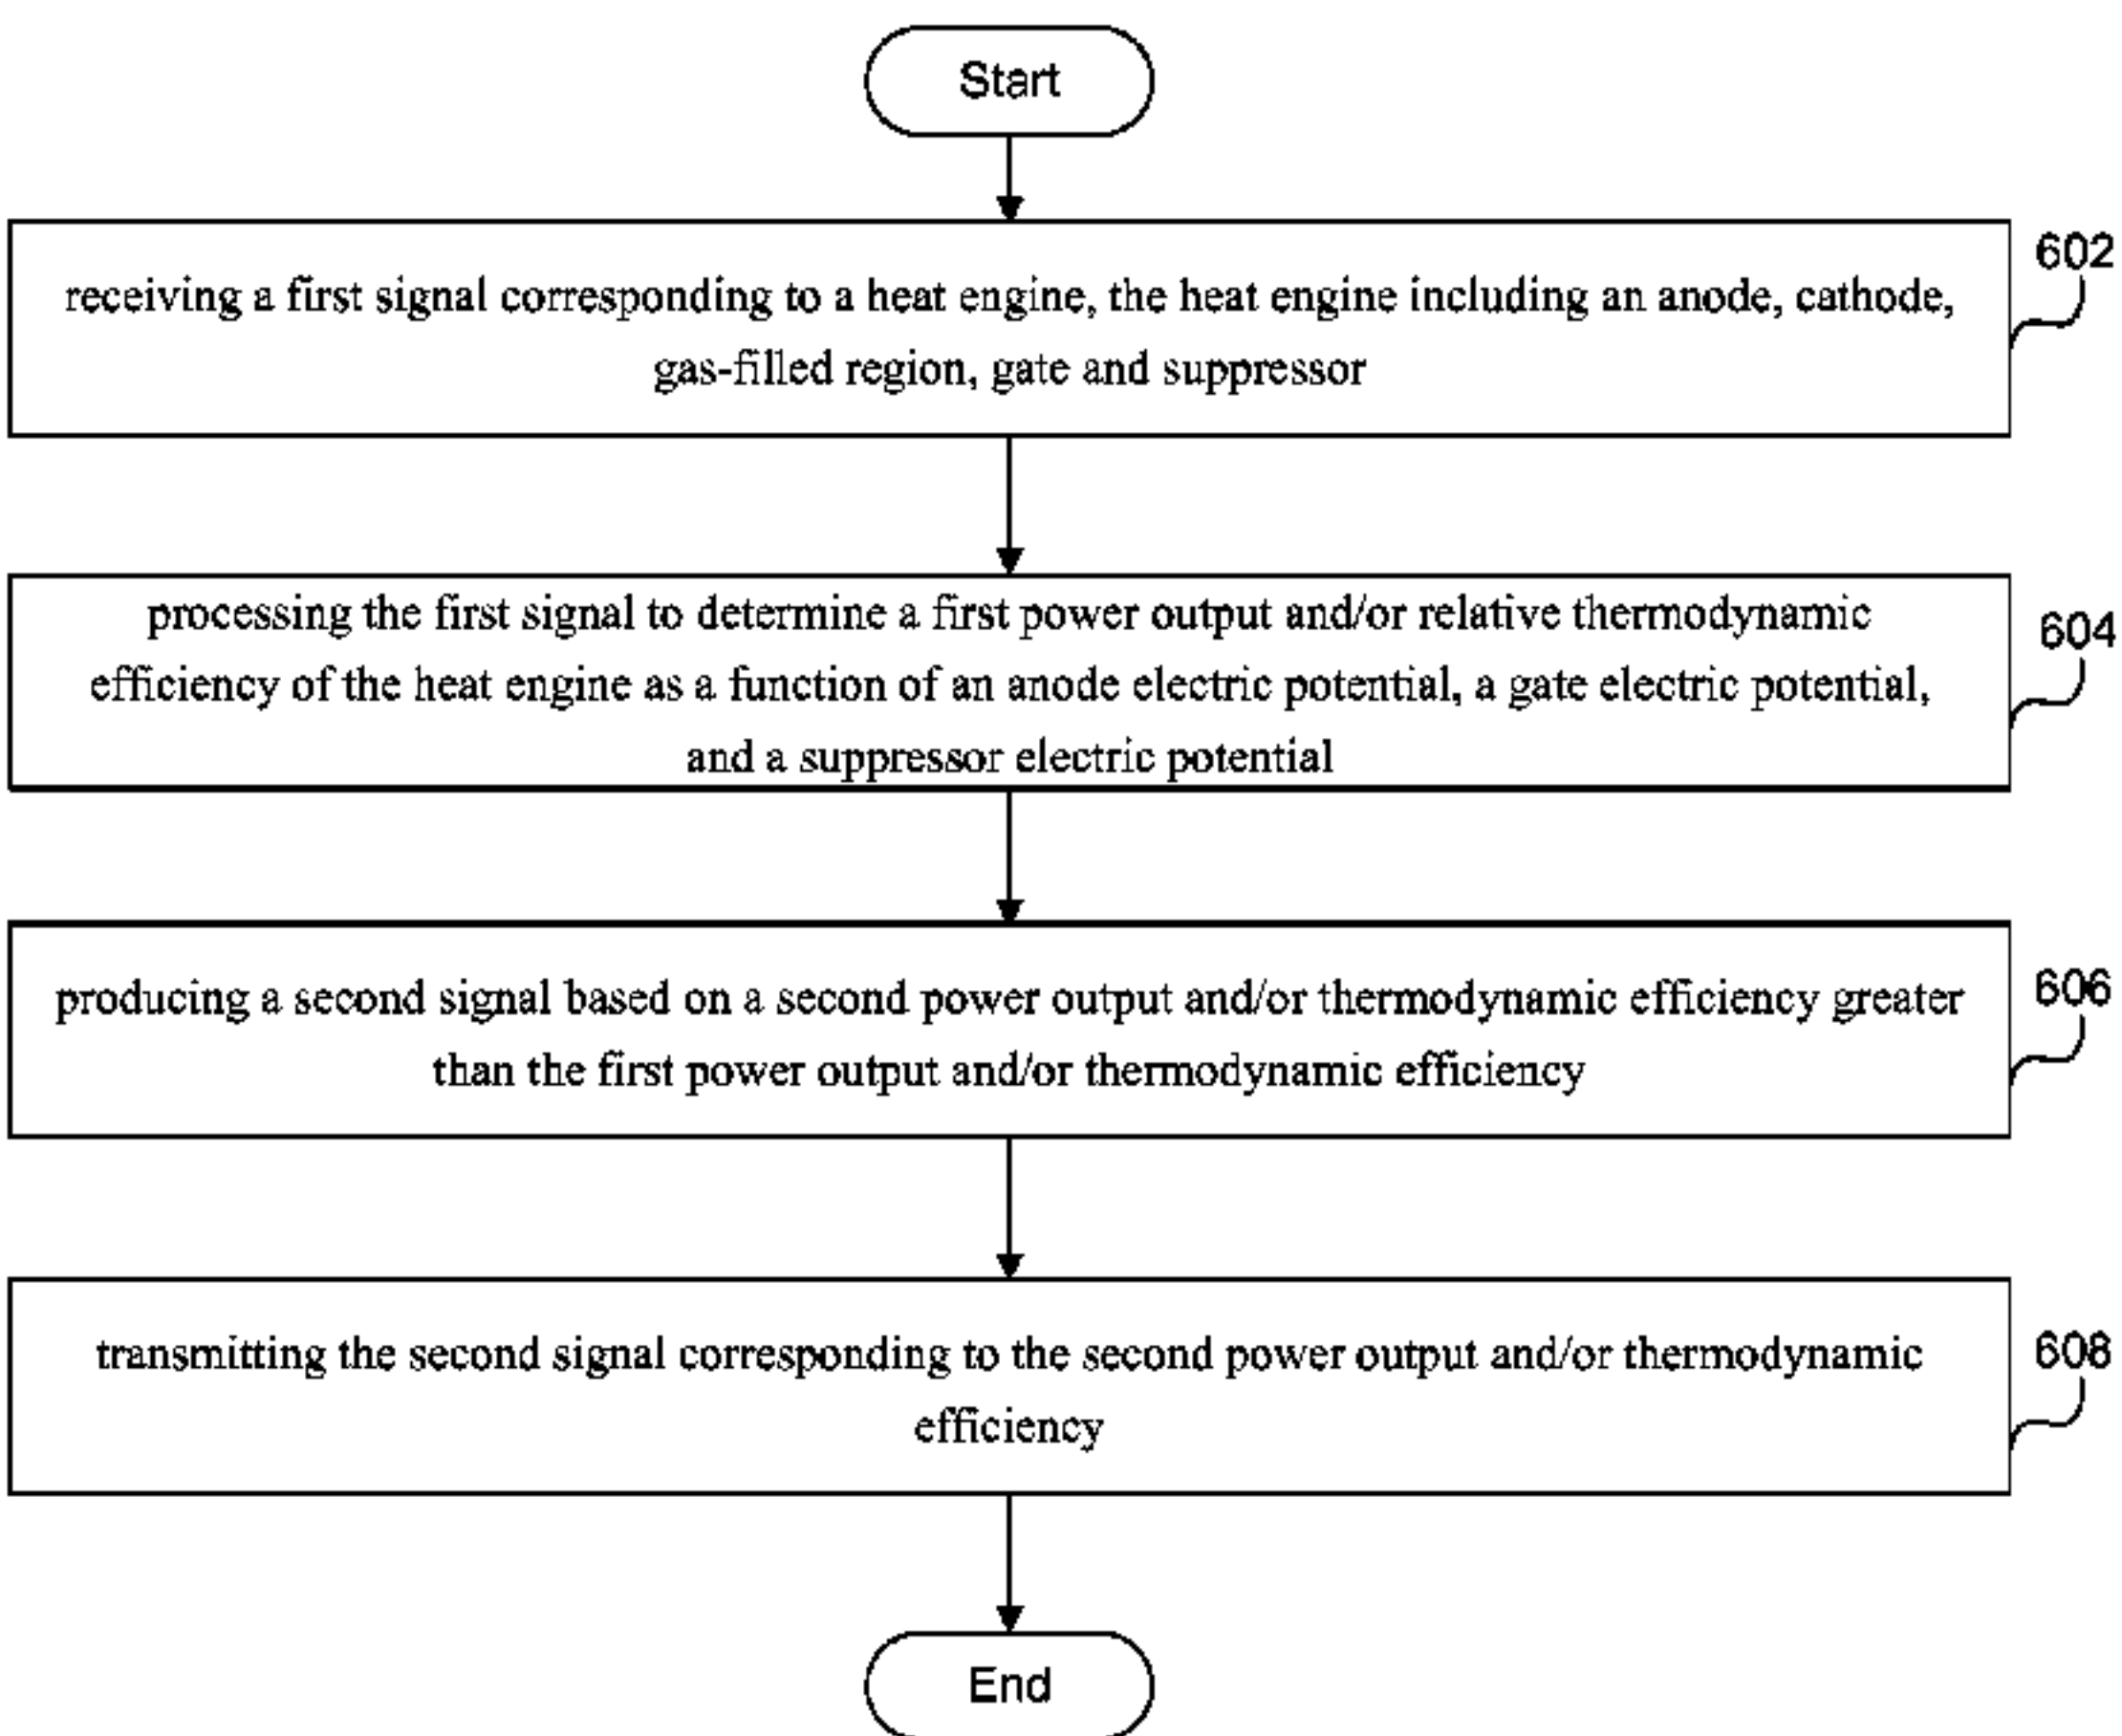 Start
602
receiving a first signal corresponding to a heat engine, the heat engine including an anode, cathode,
gas-filled region, gate and suppressor
604
processing the first signal to determine a first power output and/or relative thermodynamic
efficiency of the heat engine as a function of an anode electric potential, a gate electric potential,
and a suppressor electric potential
606
producing a second signal based on a second power output and/or thermodynamic efficiency greater
than the first power output and/or thermodynamic efficiency
608
transmitting the second signal corresponding to the second power output and/or thermodynamic
efficiency
End